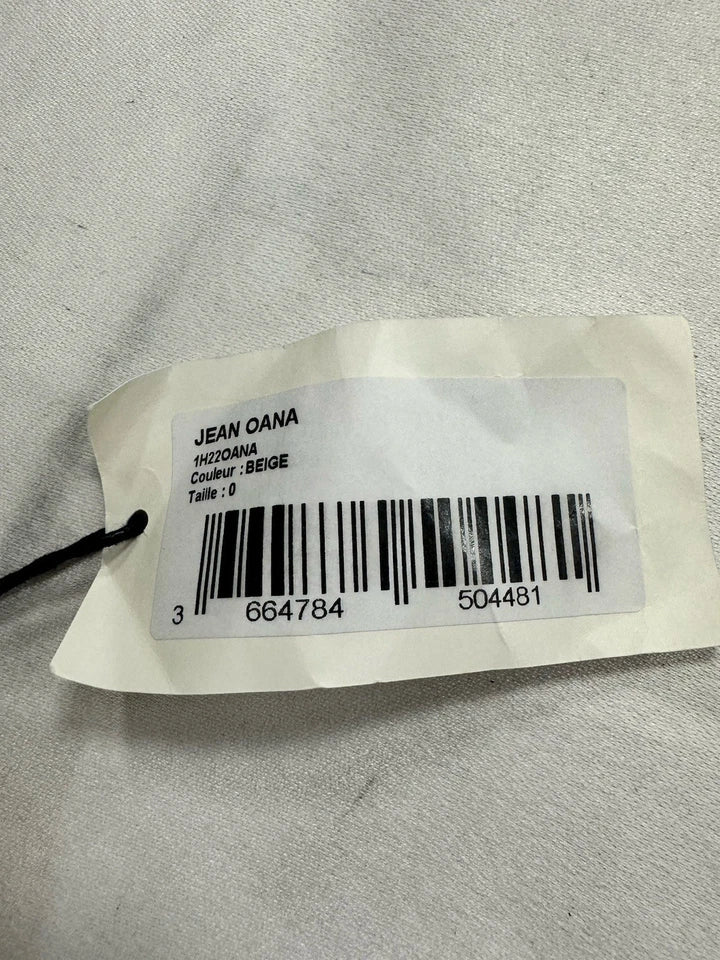 JEAN OANA
1H22OANA
Couleur : BEIGE
Taille : 0
3 664784 504481